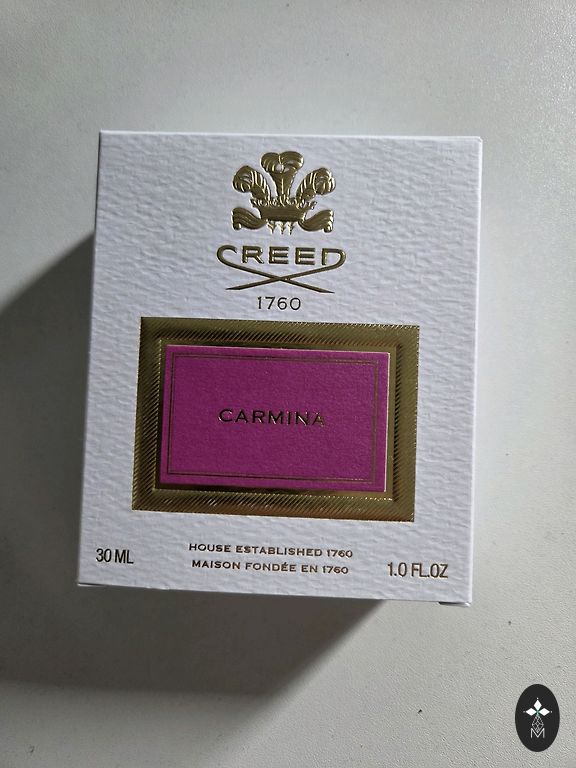 CREED
1760
CARMINA
HOUSE ESTABLISHED 1760
MAISON FONDÉE EN 1760
30 ML
1.0 FL.OZ
M